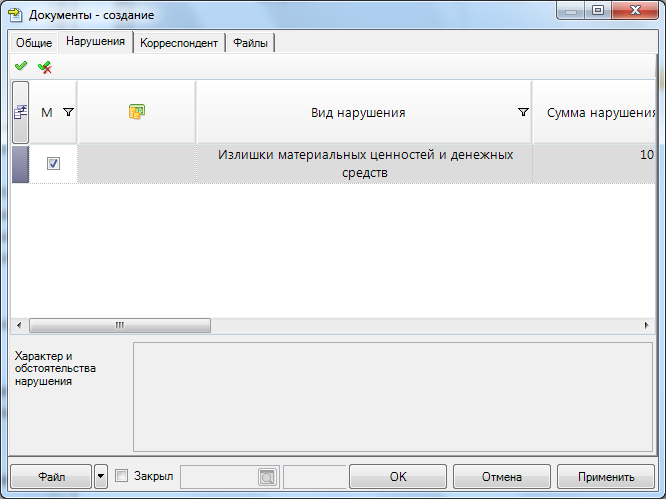 Документы - создание
Общие Нарушения Корреспондент Файлы
М Вид нарушения Сумма нарушения
Излишки материальных ценностей и денежных 10
средств
Характер и
обстоятельства
нарушения
Файл Закрыл OK Отмена Применить